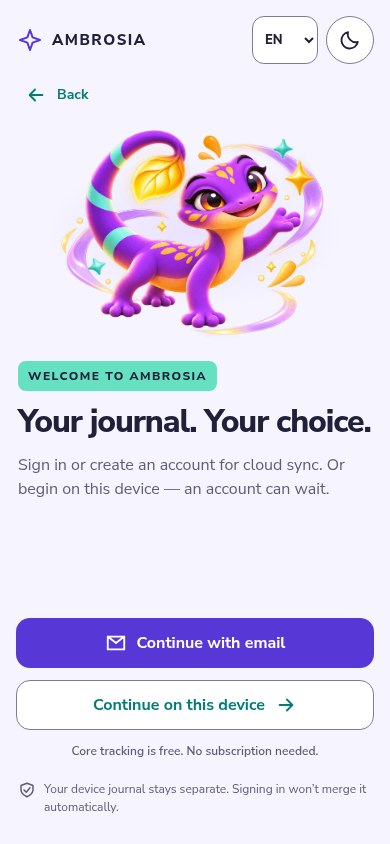 AMBROSIA
EN
Back
WELCOME TO AMBROSIA
Your journal. Your choice.
Sign in or create an account for cloud sync. Or
begin on this device — an account can wait.
Continue with email
Continue on this device
Core tracking is free. No subscription needed.
Your device journal stays separate. Signing in won’t merge it
automatically.